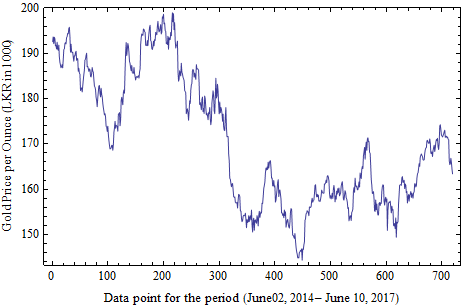 Gold Price per Ounce (LKR in 1000)
200
190
180
170
160
150
0 100 200 300 400 500 600 700
Data point for the period (June02, 2014 – June 10, 2017)